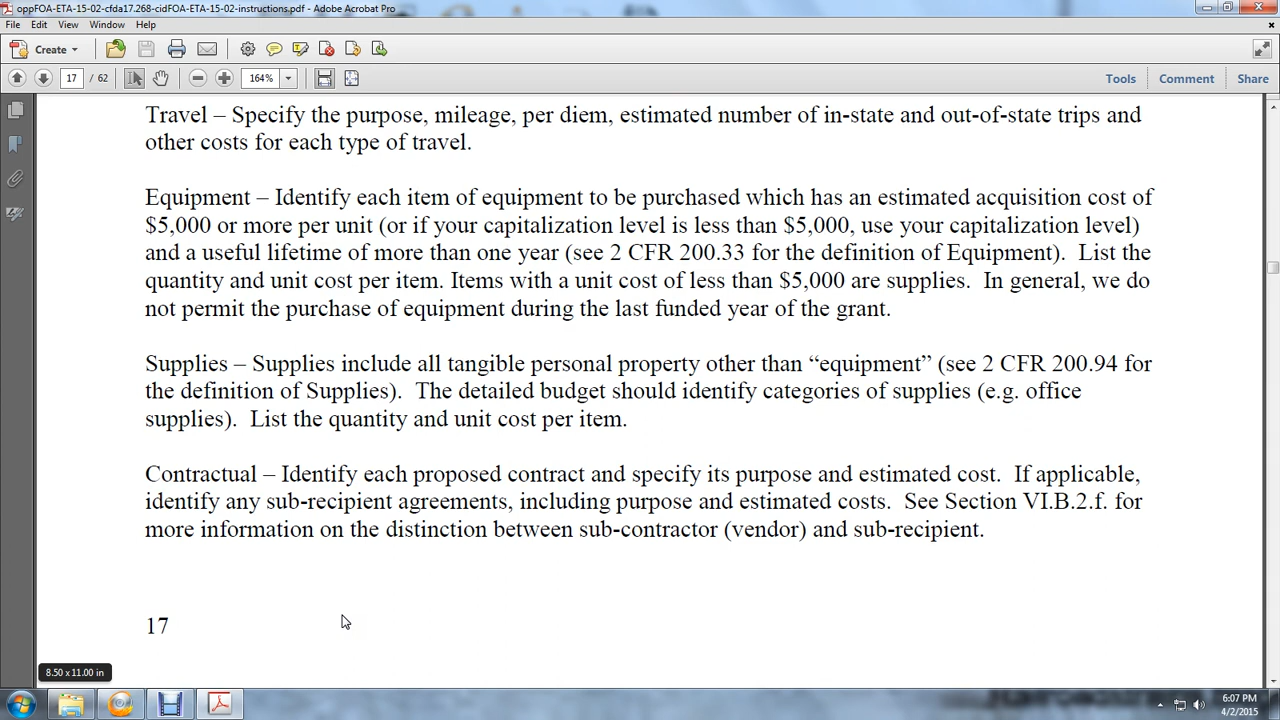 oppFOA-ETA-15-02-cfda17.268-cidFOA-ETA-15-02-instructions.pdf - Adobe Acrobat Pro
File Edit View Window Help
Create
17 / 62 164% Tools Comment Share
Travel – Specify the purpose, mileage, per diem, estimated number of in-state and out-of-state trips and
other costs for each type of travel.
Equipment – Identify each item of equipment to be purchased which has an estimated acquisition cost of
$5,000 or more per unit (or if your capitalization level is less than $5,000, use your capitalization level)
and a useful lifetime of more than one year (see 2 CFR 200.33 for the definition of Equipment).  List the
quantity and unit cost per item. Items with a unit cost of less than $5,000 are supplies.  In general, we do
not permit the purchase of equipment during the last funded year of the grant.
Supplies – Supplies include all tangible personal property other than “equipment” (see 2 CFR 200.94 for
the definition of Supplies).  The detailed budget should identify categories of supplies (e.g. office
supplies).  List the quantity and unit cost per item.
Contractual – Identify each proposed contract and specify its purpose and estimated cost.  If applicable,
identify any sub-recipient agreements, including purpose and estimated costs.  See Section VI.B.2.f. for
more information on the distinction between sub-contractor (vendor) and sub-recipient.
17
8.50 x 11.00 in
6:07 PM
4/2/2015